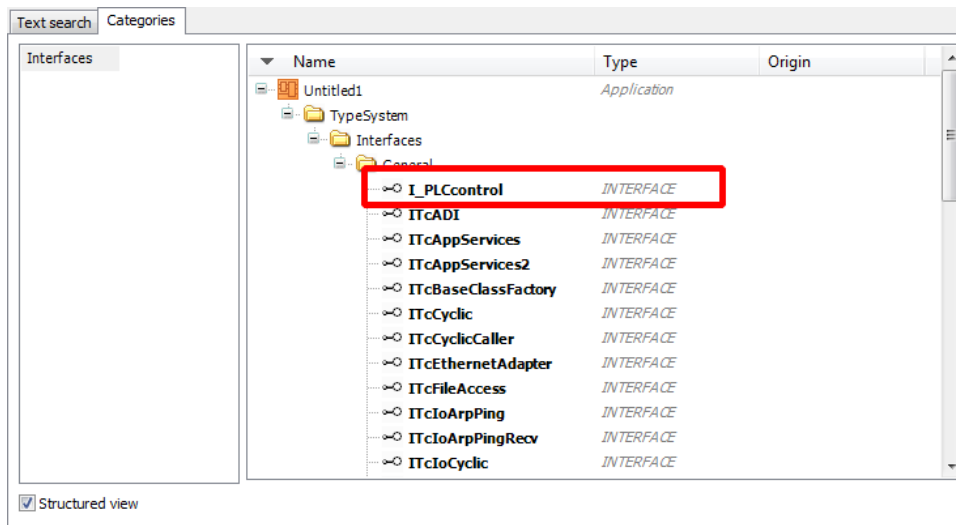 Text search Categories
Interfaces
Name Type Origin
Untitled1 Application
TypeSystem
Interfaces
General
I_PLCcontrol INTERFACE
ITcADI INTERFACE
ITcAppServices INTERFACE
ITcAppServices2 INTERFACE
ITcBaseClassFactory INTERFACE
ITcCyclic INTERFACE
ITcCyclicCaller INTERFACE
ITcEthernetAdapter INTERFACE
ITcFileAccess INTERFACE
ITcIoArpPing INTERFACE
ITcIoArpPingRecv INTERFACE
ITcIoCyclic INTERFACE
Structured view